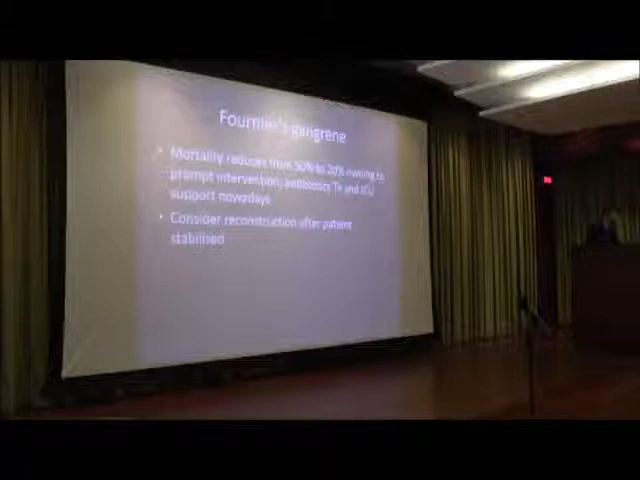 Fournier's gangrene
• Mortality reduces from 50% to 20% owning to
prompt intervention, antibiotics Tx and ICU
support nowadays
• Consider reconstruction after patient
stabilised